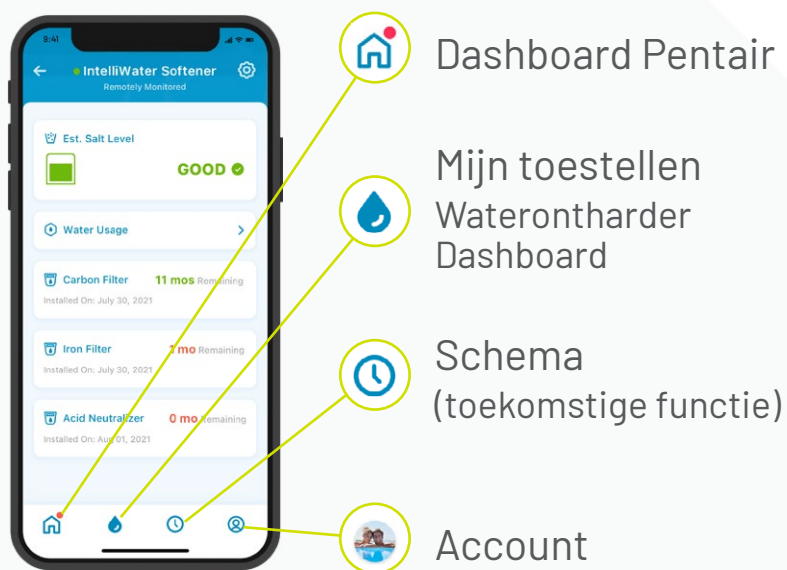 9:41
IntelliWater Softener
Remotely Monitored
Est. Salt Level
GOOD
Water Usage
Carbon Filter 11 mos Remaining
Installed On: July 30, 2021
Iron Filter 1 mo Remaining
Installed On: July 30, 2021
Acid Neutralizer 0 mo Remaining
Installed On: Aug 01, 2021
Dashboard Pentair
Mijn toestellen
Waterontharder
Dashboard
Schema
(toekomstige functie)
Account